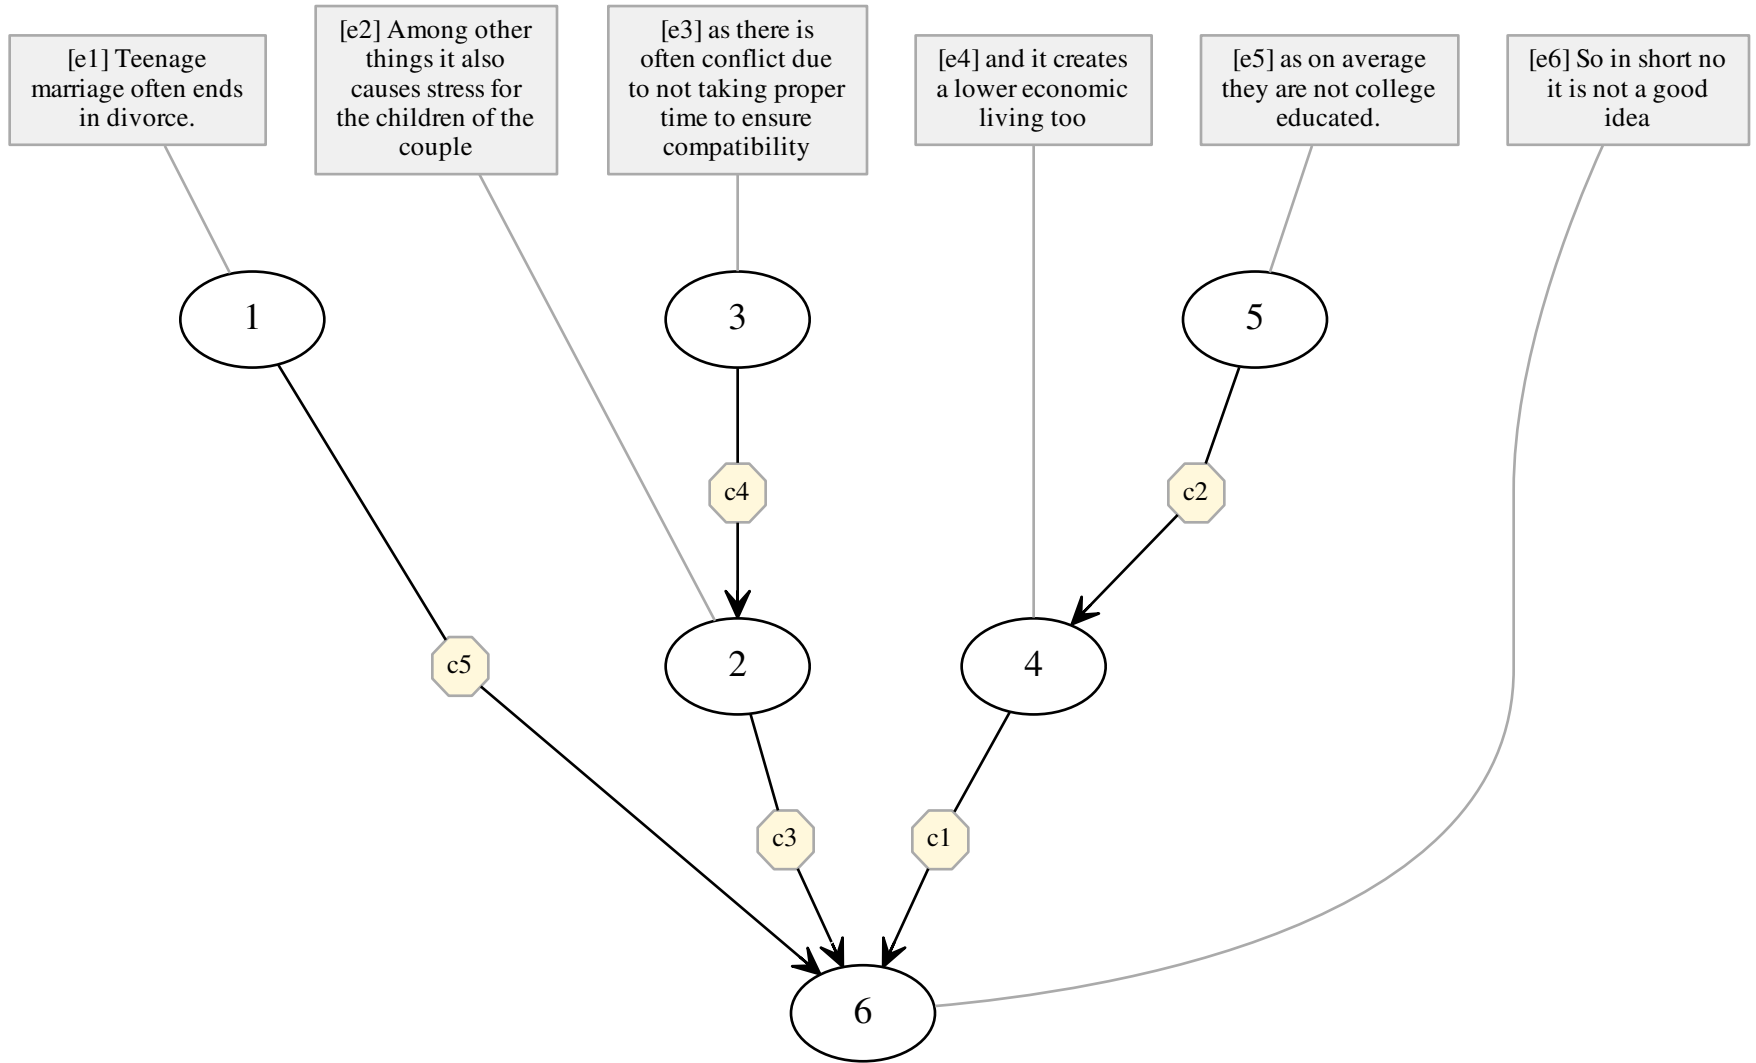 [e1] Teenage
marriage often ends
in divorce.
[e2] Among other
things it also
causes stress for
the children of the
couple
[e3] as there is
often conflict due
to not taking proper
time to ensure
compatibility
[e4] and it creates
a lower economic
living too
[e5] as on average
they are not college
educated.
[e6] So in short no
it is not a good
idea
1
3
5
c4
c2
c5
2
4
c3
c1
6